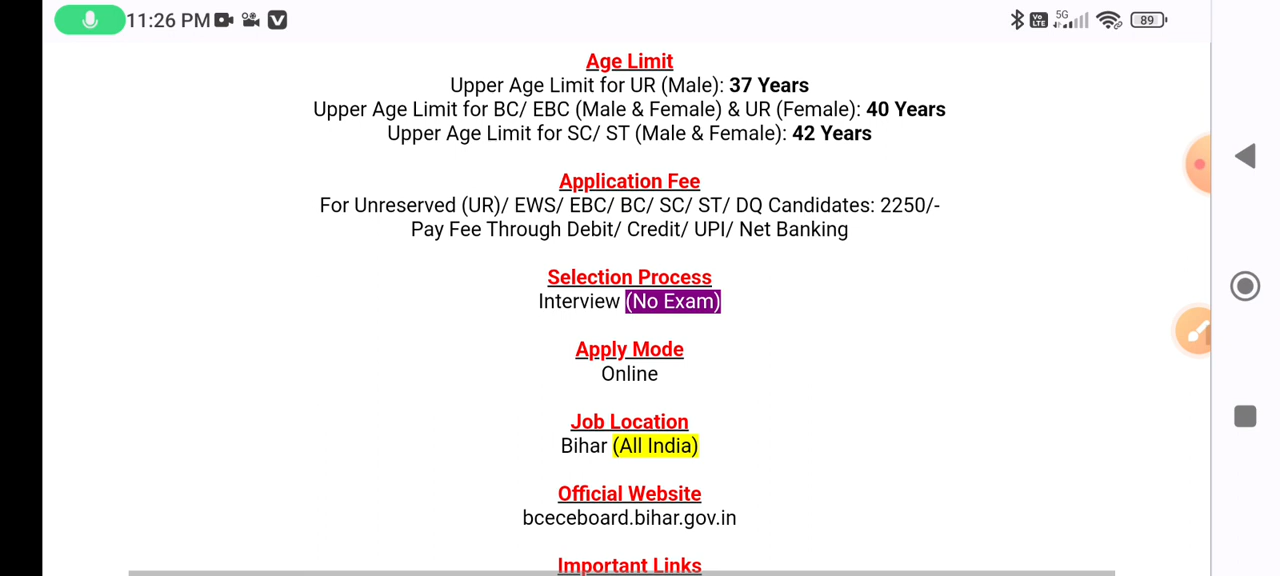 11:26 PM
5G
Vo
LTE
89
V
Age Limit
Upper Age Limit for UR (Male): 37 Years
Upper Age Limit for BC/ EBC (Male & Female) & UR (Female): 40 Years
Upper Age Limit for SC/ ST (Male & Female): 42 Years
Application Fee
For Unreserved (UR)/ EWS/ EBC/ BC/ SC/ ST/ DQ Candidates: 2250/-
Pay Fee Through Debit/ Credit/ UPI/ Net Banking
Selection Process
Interview (No Exam)
Apply Mode
Online
Job Location
Bihar (All India)
Official Website
bceceboard.bihar.gov.in
Important Links